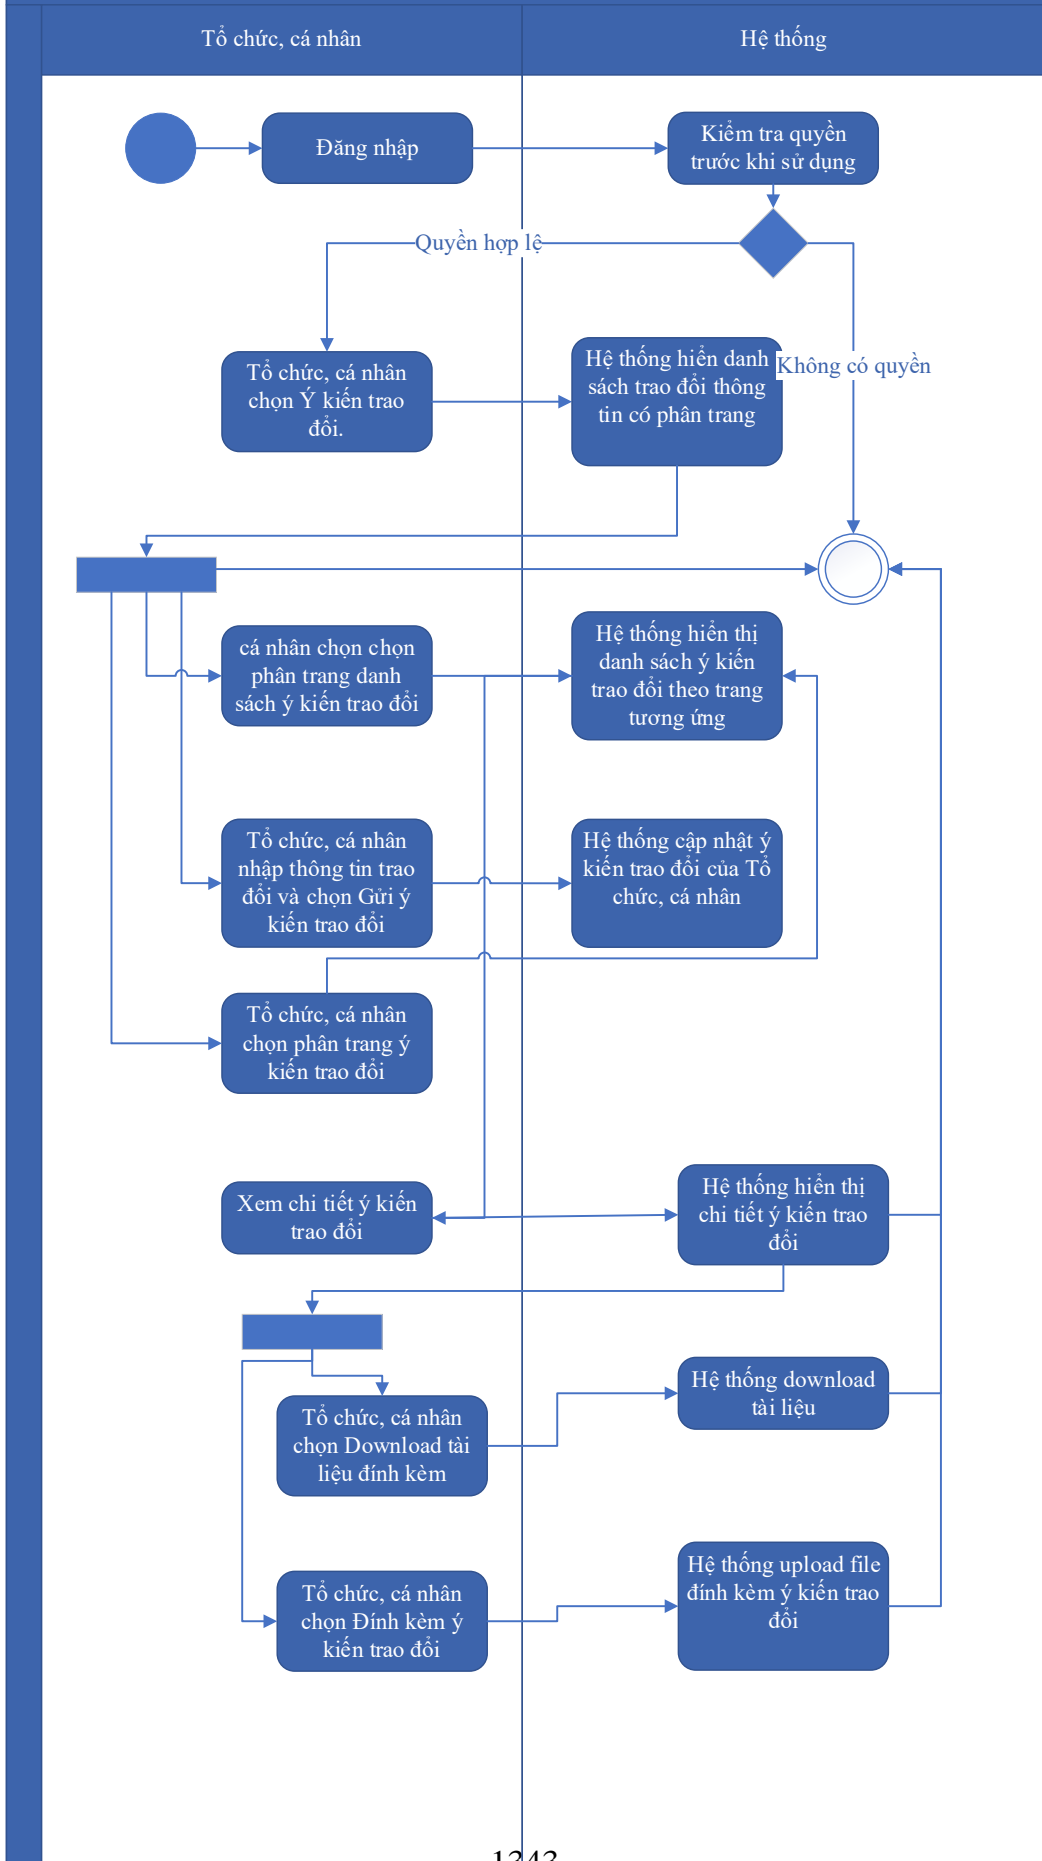 Tổ chức, cá nhân
Hệ thống
Đăng nhập
Kiểm tra quyền
trước khi sử dụng
Quyền hợp lệ
Không có quyền
Tổ chức, cá nhân
chọn Ý kiến trao
đổi.
Hệ thống hiển danh
sách trao đổi thông
tin có phân trang
cá nhân chọn chọn
phân trang danh
sách ý kiến trao đổi
Hệ thống hiển thị
danh sách ý kiến
trao đổi theo trang
tương ứng
Tổ chức, cá nhân
nhập thông tin trao
đổi và chọn Gửi ý
kiến trao đổi
Hệ thống cập nhật ý
kiến trao đổi của Tổ
chức, cá nhân
Tổ chức, cá nhân
chọn phân trang ý
kiến trao đổi
Xem chi tiết ý kiến
trao đổi
Hệ thống hiển thị
chi tiết ý kiến trao
đổi
Tổ chức, cá nhân
chọn Download tài
liệu đính kèm
Hệ thống download
tài liệu
Tổ chức, cá nhân
chọn Đính kèm ý
kiến trao đổi
Hệ thống upload file
đính kèm ý kiến trao
đổi
1343